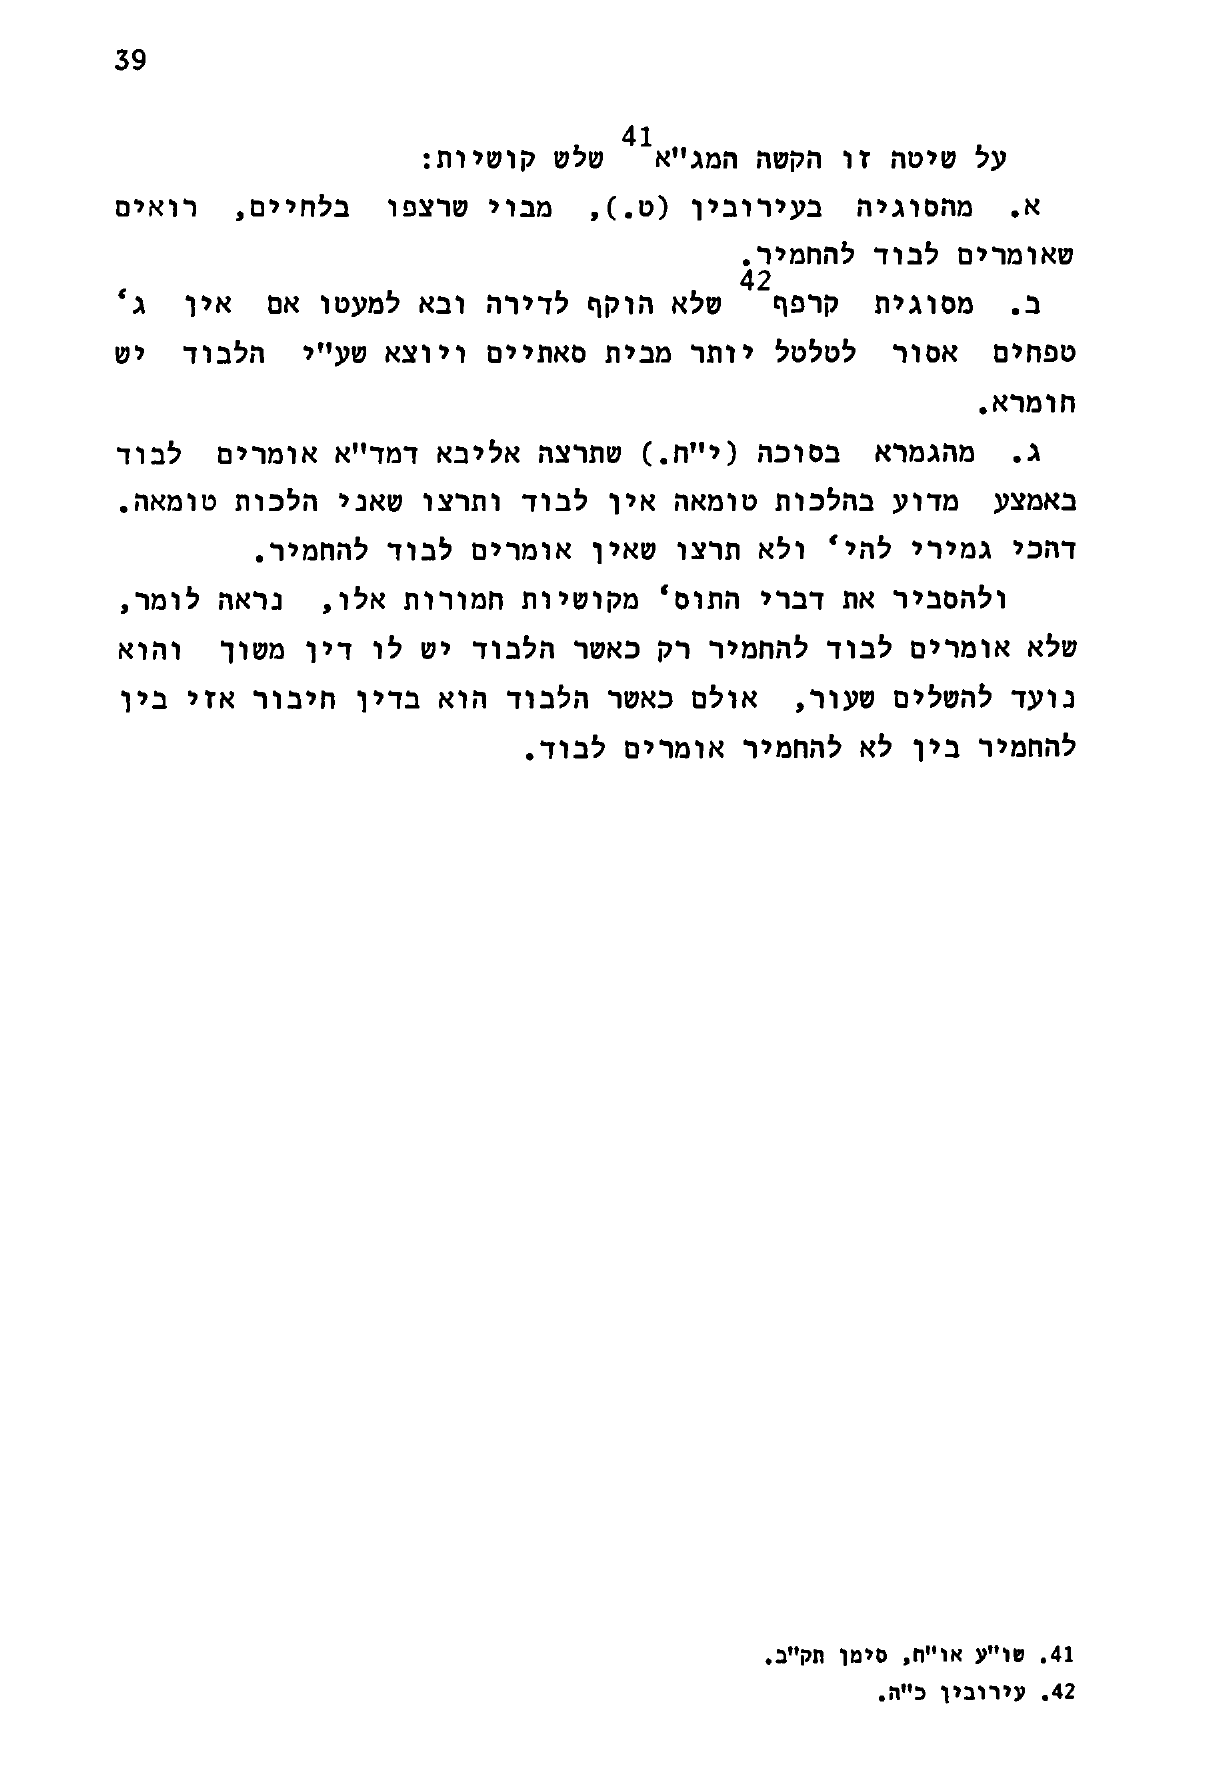 39
על שיטה זו הקשה המג"א41 שלש קושיות:
א. מהסוגיה בעירובין (ט.), מבוי שרצפו בלחיים, רואים
שאומרים לבוד להחמיר.
ב. מסוגית קרפף42 שלא הוקף לדירה ובא למעטו אם אין ג'
טפחים אסור לטלטל יותר מבית סאתיים ויוצא שע"י הלבוד יש
חומרא.
ג. מהגמרא בסוכה (י"ח.) שתרצה אליבא דמד"א אומרים לבוד
באמצע מדוע בהלכות טומאה אין לבוד ותרצו שאני הלכות טומאה.
דהכי גמירי להי' ולא תרצו שאין אומרים לבוד להחמיר.
ולהסביר את דברי התוס' מקושיות חמורות אלו, נראה לומר,
שלא אומרים לבוד להחמיר רק כאשר הלבוד יש לו דין משוך והוא
נועד להשלים שעור, אולם כאשר הלבוד הוא בדין חיבור אזי בין
להחמיר בין לא להחמיר אומרים לבוד.
41. שו"ע או"ח, סימן תק"ב.
42. עירובין כ"ה.